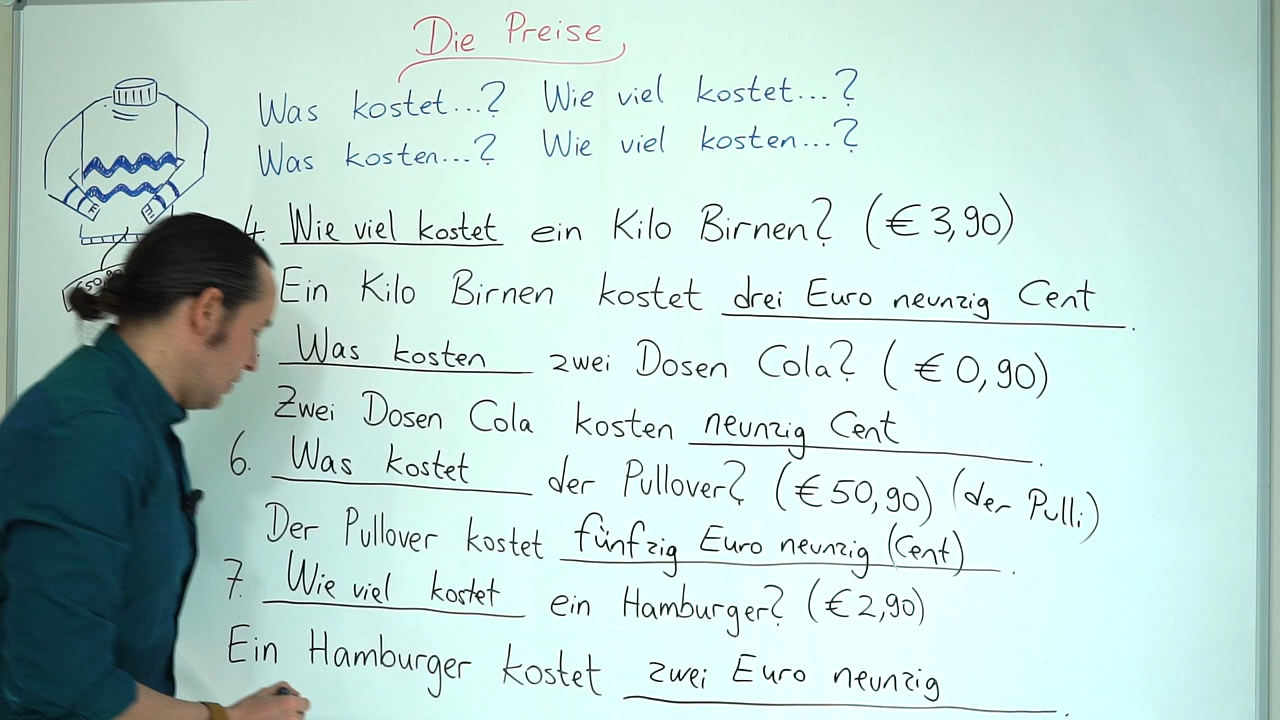 Die Preise
Was kostet...? Wie viel kostet...?
Was kosten...? Wie viel kosten...?
4. Wie viel kostet ein Kilo Birnen? (€ 3,90)
Ein Kilo Birnen kostet drei Euro neunzig Cent.
Was kosten zwei Dosen Cola? (€ 0,90)
Zwei Dosen Cola kosten neunzig Cent.
6. Was kostet der Pullover? (€ 50,90) (der Pulli)
Der Pullover kostet fünfzig Euro neunzig (Cent).
7. Wie viel kostet ein Hamburger? (€ 2,90)
Ein Hamburger kostet zwei Euro neunzig.